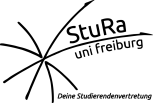 StuRa
uni freiburg
Deine Studierendenvertretung